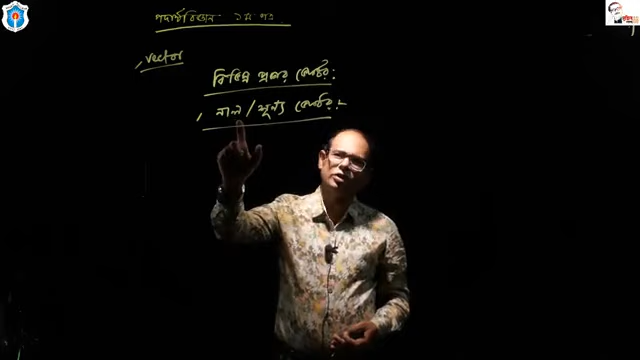 পদার্থবিজ্ঞান ১ম পত্র
vector
বিভিন্ন প্রকার ভেক্টর:
নাল/শূন্য ভেক্টর:-